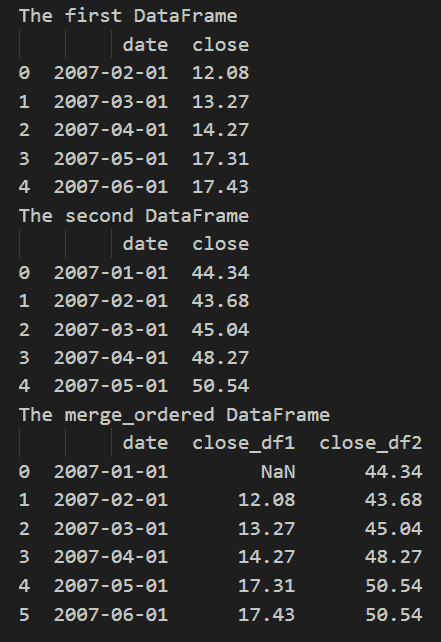 The first DataFrame
date close
0 2007-02-01 12.08
1 2007-03-01 13.27
2 2007-04-01 14.27
3 2007-05-01 17.31
4 2007-06-01 17.43
The second DataFrame
date close
0 2007-01-01 44.34
1 2007-02-01 43.68
2 2007-03-01 45.04
3 2007-04-01 48.27
4 2007-05-01 50.54
The merge_ordered DataFrame
date close_df1 close_df2
0 2007-01-01 NaN 44.34
1 2007-02-01 12.08 43.68
2 2007-03-01 13.27 45.04
3 2007-04-01 14.27 48.27
4 2007-05-01 17.31 50.54
5 2007-06-01 17.43 50.54